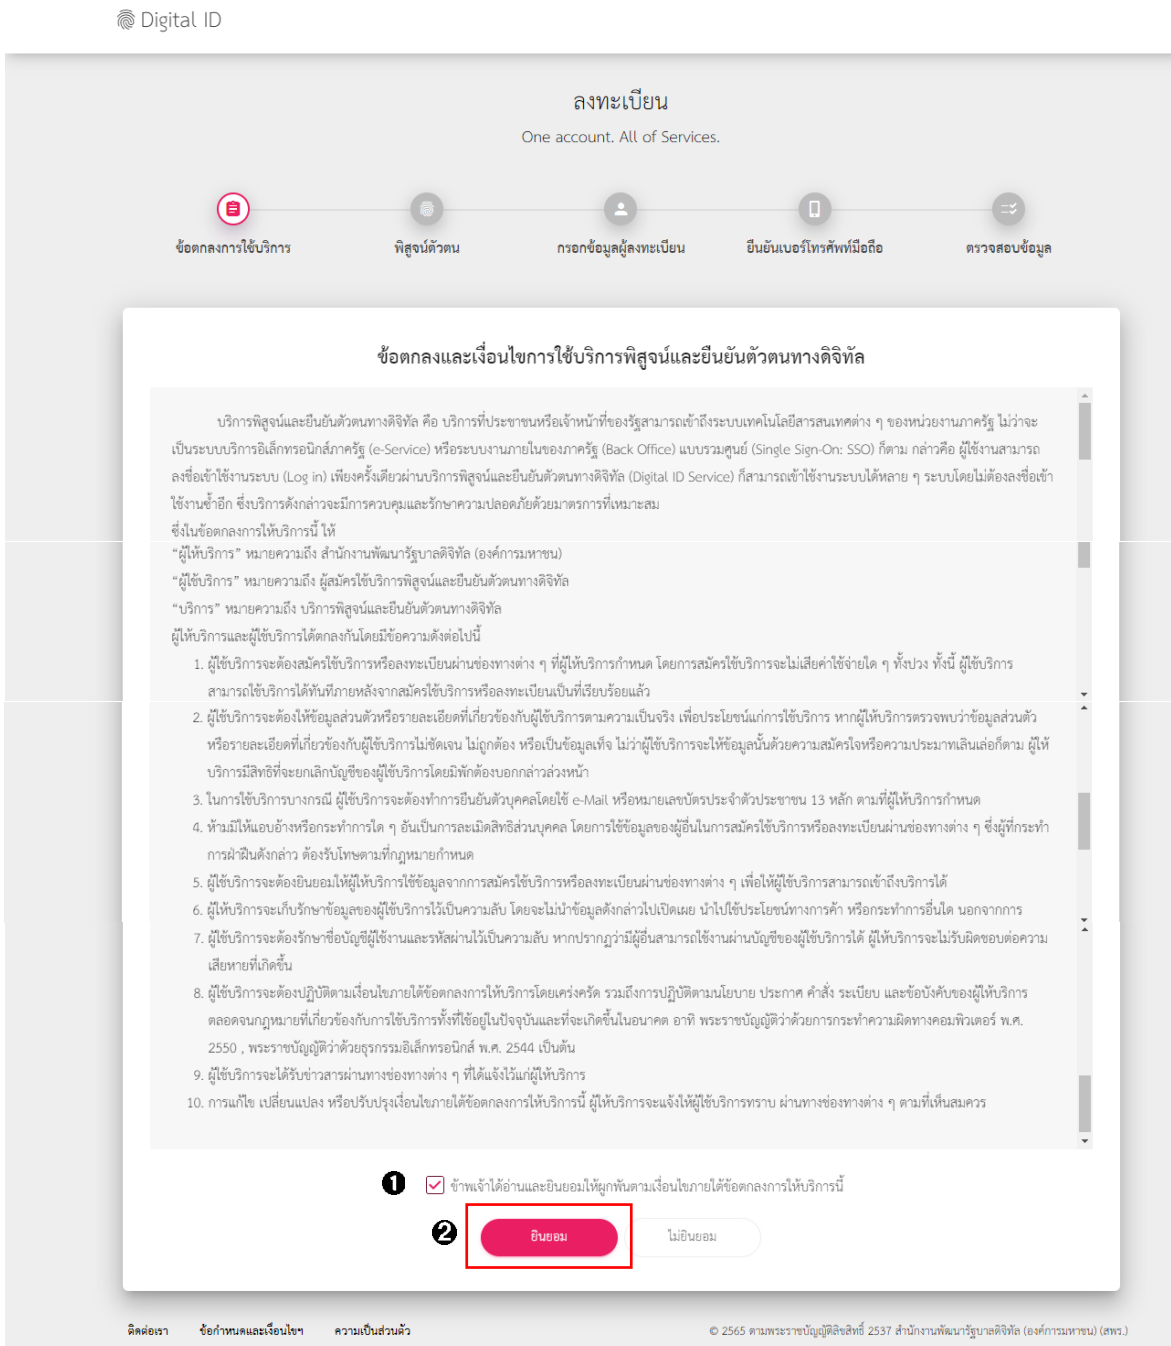 Digital ID
ลงทะเบียน
One account. All of Services.
ข้อตกลงการใช้บริการ
พิสูจน์ตัวตน
กรอกข้อมูลผู้ลงทะเบียน
ยืนยันเบอร์โทรศัพท์มือถือ
ตรวจสอบข้อมูล
ข้อตกลงและเงื่อนไขการใช้บริการพิสูจน์และยืนยันตัวตนทางดิจิทัล
บริการพิสูจน์และยืนยันตัวตนทางดิจิทัล คือ บริการที่ประชาชนหรือเจ้าหน้าที่ของรัฐสามารถเข้าถึงระบบเทคโนโลยีสารสนเทศต่าง ๆ ของหน่วยงานภาครัฐ ไม่ว่าจะ
เป็นระบบบริการอิเล็กทรอนิกส์ภาครัฐ (e-Service) หรือระบบงานภายในของภาครัฐ (Back Office) แบบรวมศูนย์ (Single Sign-On: SSO) ก็ตาม กล่าวคือ ผู้ใช้งานสามารถ
ลงชื่อเข้าใช้งานระบบ (Log in) เพียงครั้งเดียวผ่านบริการพิสูจน์และยืนยันตัวตนทางดิจิทัล (Digital ID Service) ก็สามารถเข้าใช้งานระบบได้หลาย ๆ ระบบโดยไม่ต้องลงชื่อเข้า
ใช้งานซ้ำอีก ซึ่งบริการดังกล่าวจะมีการควบคุมและรักษาความปลอดภัยด้วยมาตรการที่เหมาะสม
ซึ่งในข้อตกลงการให้บริการนี้ ให้
“ผู้ให้บริการ” หมายความถึง สำนักงานพัฒนารัฐบาลดิจิทัล (องค์การมหาชน)
“ผู้ใช้บริการ” หมายความถึง ผู้สมัครใช้บริการพิสูจน์และยืนยันตัวตนทางดิจิทัล
“บริการ” หมายความถึง บริการพิสูจน์และยืนยันตัวตนทางดิจิทัล
ผู้ให้บริการและผู้ใช้บริการได้ตกลงกันโดยมีข้อความดังต่อไปนี้
1. ผู้ใช้บริการจะต้องสมัครใช้บริการหรือลงทะเบียนผ่านช่องทางต่าง ๆ ที่ผู้ให้บริการกำหนด โดยการสมัครใช้บริการจะไม่เสียค่าใช้จ่ายใด ๆ ทั้งปวง ทั้งนี้ ผู้ใช้บริการ
สามารถใช้บริการได้ทันทีภายหลังจากสมัครใช้บริการหรือลงทะเบียนเป็นที่เรียบร้อยแล้ว
2. ผู้ใช้บริการจะต้องให้ข้อมูลส่วนตัวหรือรายละเอียดที่เกี่ยวข้องกับผู้ใช้บริการตามความเป็นจริง เพื่อประโยชน์แก่การใช้บริการ หากผู้ให้บริการตรวจพบว่าข้อมูลส่วนตัว
หรือรายละเอียดที่เกี่ยวข้องกับผู้ใช้บริการไม่ชัดเจน ไม่ถูกต้อง หรือเป็นข้อมูลเท็จ ไม่ว่าผู้ใช้บริการจะให้ข้อมูลนั้นด้วยความสมัครใจหรือความประมาทเลินเล่อก็ตาม ผู้ให้
บริการมีสิทธิที่จะยกเลิกบัญชีของผู้ใช้บริการโดยมิพักต้องบอกกล่าวล่วงหน้า
3. ในการใช้บริการบางกรณี ผู้ใช้บริการจะต้องทำการยืนยันตัวบุคคลโดยใช้ e-Mail หรือหมายเลขบัตรประจำตัวประชาชน 13 หลัก ตามที่ผู้ให้บริการกำหนด
4. ห้ามมิให้แอบอ้างหรือกระทำการใด ๆ อันเป็นการละเมิดสิทธิส่วนบุคคล โดยการใช้ข้อมูลของผู้อื่นในการสมัครใช้บริการหรือลงทะเบียนผ่านช่องทางต่าง ๆ ซึ่งผู้ที่กระทำ
การฝ่าฝืนดังกล่าว ต้องรับโทษตามที่กฎหมายกำหนด
5. ผู้ใช้บริการจะต้องยินยอมให้ผู้ให้บริการใช้ข้อมูลจากการสมัครใช้บริการหรือลงทะเบียนผ่านช่องทางต่าง ๆ เพื่อให้ผู้ใช้บริการสามารถเข้าถึงบริการได้
6. ผู้ให้บริการจะเก็บรักษาข้อมูลของผู้ใช้บริการไว้เป็นความลับ โดยจะไม่นำข้อมูลดังกล่าวไปเปิดเผย นำไปใช้ประโยชน์ทางการค้า หรือกระทำการอื่นใด นอกจากการ
7. ผู้ใช้บริการจะต้องรักษาชื่อบัญชีผู้ใช้งานและรหัสผ่านไว้เป็นความลับ หากปรากฏว่ามีผู้อื่นสามารถใช้งานผ่านบัญชีของผู้ใช้บริการได้ ผู้ให้บริการจะไม่รับผิดชอบต่อความ
เสียหายที่เกิดขึ้น
8. ผู้ใช้บริการจะต้องปฏิบัติตามเงื่อนไขภายใต้ข้อตกลงการให้บริการโดยเคร่งครัด รวมถึงการปฏิบัติตามนโยบาย ประกาศ คำสั่ง ระเบียบ และข้อบังคับของผู้ให้บริการ
ตลอดจนกฎหมายที่เกี่ยวข้องกับการใช้บริการทั้งที่ใช้อยู่ในปัจจุบันและที่จะเกิดขึ้นในอนาคต อาทิ พระราชบัญญัติว่าด้วยการกระทำความผิดทางคอมพิวเตอร์ พ.ศ.
2550 , พระราชบัญญัติว่าด้วยธุรกรรมอิเล็กทรอนิกส์ พ.ศ. 2544 เป็นต้น
9. ผู้ใช้บริการจะได้รับข่าวสารผ่านทางช่องทางต่าง ๆ ที่ได้แจ้งไว้แก่ผู้ให้บริการ
10. การแก้ไข เปลี่ยนแปลง หรือปรับปรุงเงื่อนไขภายใต้ข้อตกลงการให้บริการนี้ ผู้ให้บริการจะแจ้งให้ผู้ใช้บริการทราบ ผ่านทางช่องทางต่าง ๆ ตามที่เห็นสมควร
❶ ข้าพเจ้าได้อ่านและยินยอมให้ผูกพันตามเงื่อนไขภายใต้ข้อตกลงการให้บริการนี้
❷ ยินยอม ไม่ยินยอม
ติดต่อเรา ข้อกำหนดและเงื่อนไขฯ ความเป็นส่วนตัว © 2565 ตามพระราชบัญญัติลิขสิทธิ์ 2537 สำนักงานพัฒนารัฐบาลดิจิทัล (องค์การมหาชน) (สพร.)